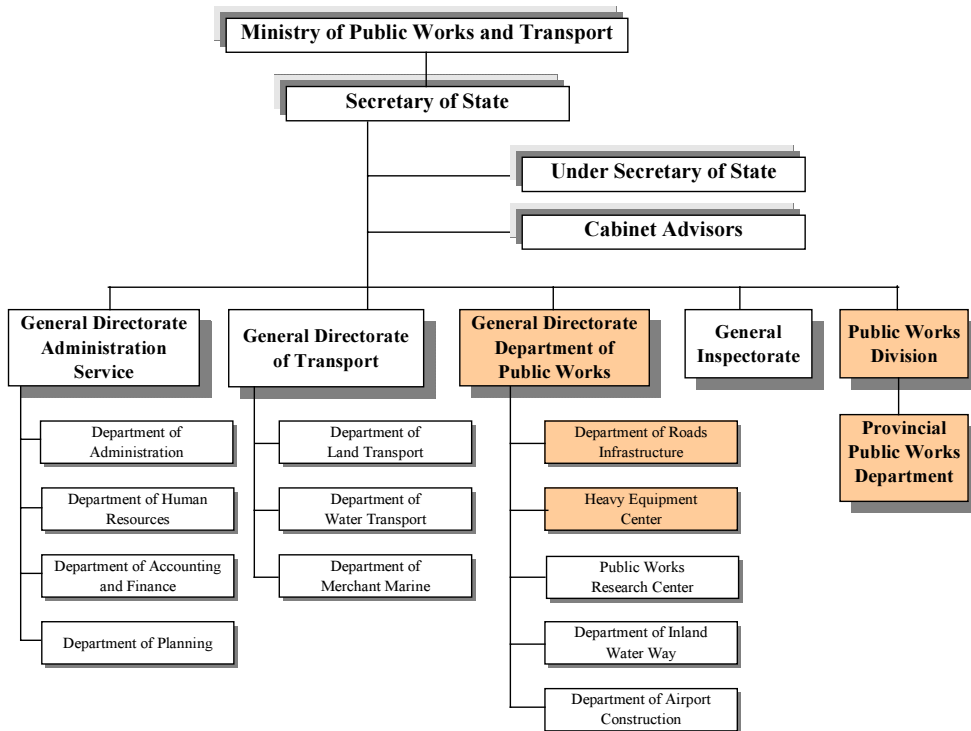 Ministry of Public Works and Transport
Secretary of State
Under Secretary of State
Cabinet Advisors
General Directorate
Administration
Service
General Directorate
of Transport
General Directorate
Department of
Public Works
General
Inspectorate
Public Works
Division
Department of
Administration
Department of Human
Resources
Department of Accounting
and Finance
Department of Planning
Department of
Land Transport
Department of
Water Transport
Department of
Merchant Marine
Department of Roads
Infrastructure
Heavy Equipment
Center
Public Works
Research Center
Department of Inland
Water Way
Department of Airport
Construction
Provincial
Public Works
Department